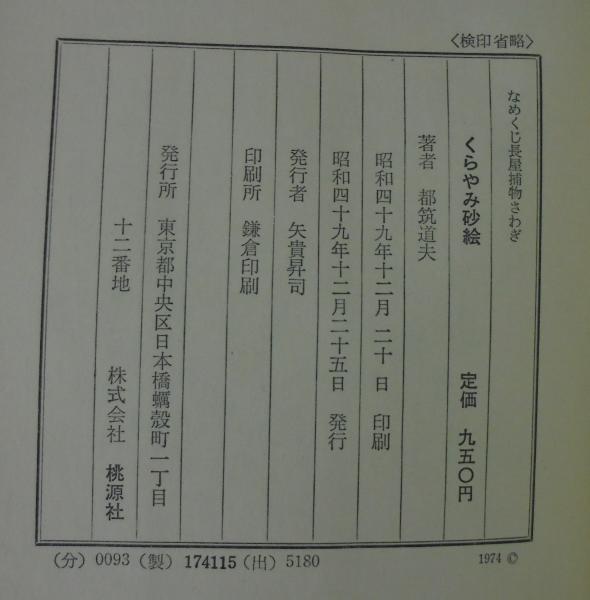 〈検印省略〉
なめくじ長屋捕物さわぎ
くらやみ砂絵　定価　九五〇円
著者　都筑道夫
昭和四十九年十二月 二十 日　印刷
昭和四十九年十二月二十五日　発行
発行者　矢貴昇司
印刷所　鎌倉印刷
発行所　東京都中央区日本橋蠣殻町一丁目
十二番地　株式会社　桃源社
(分) 0093 (製) 174115 (出) 5180
1974 ©